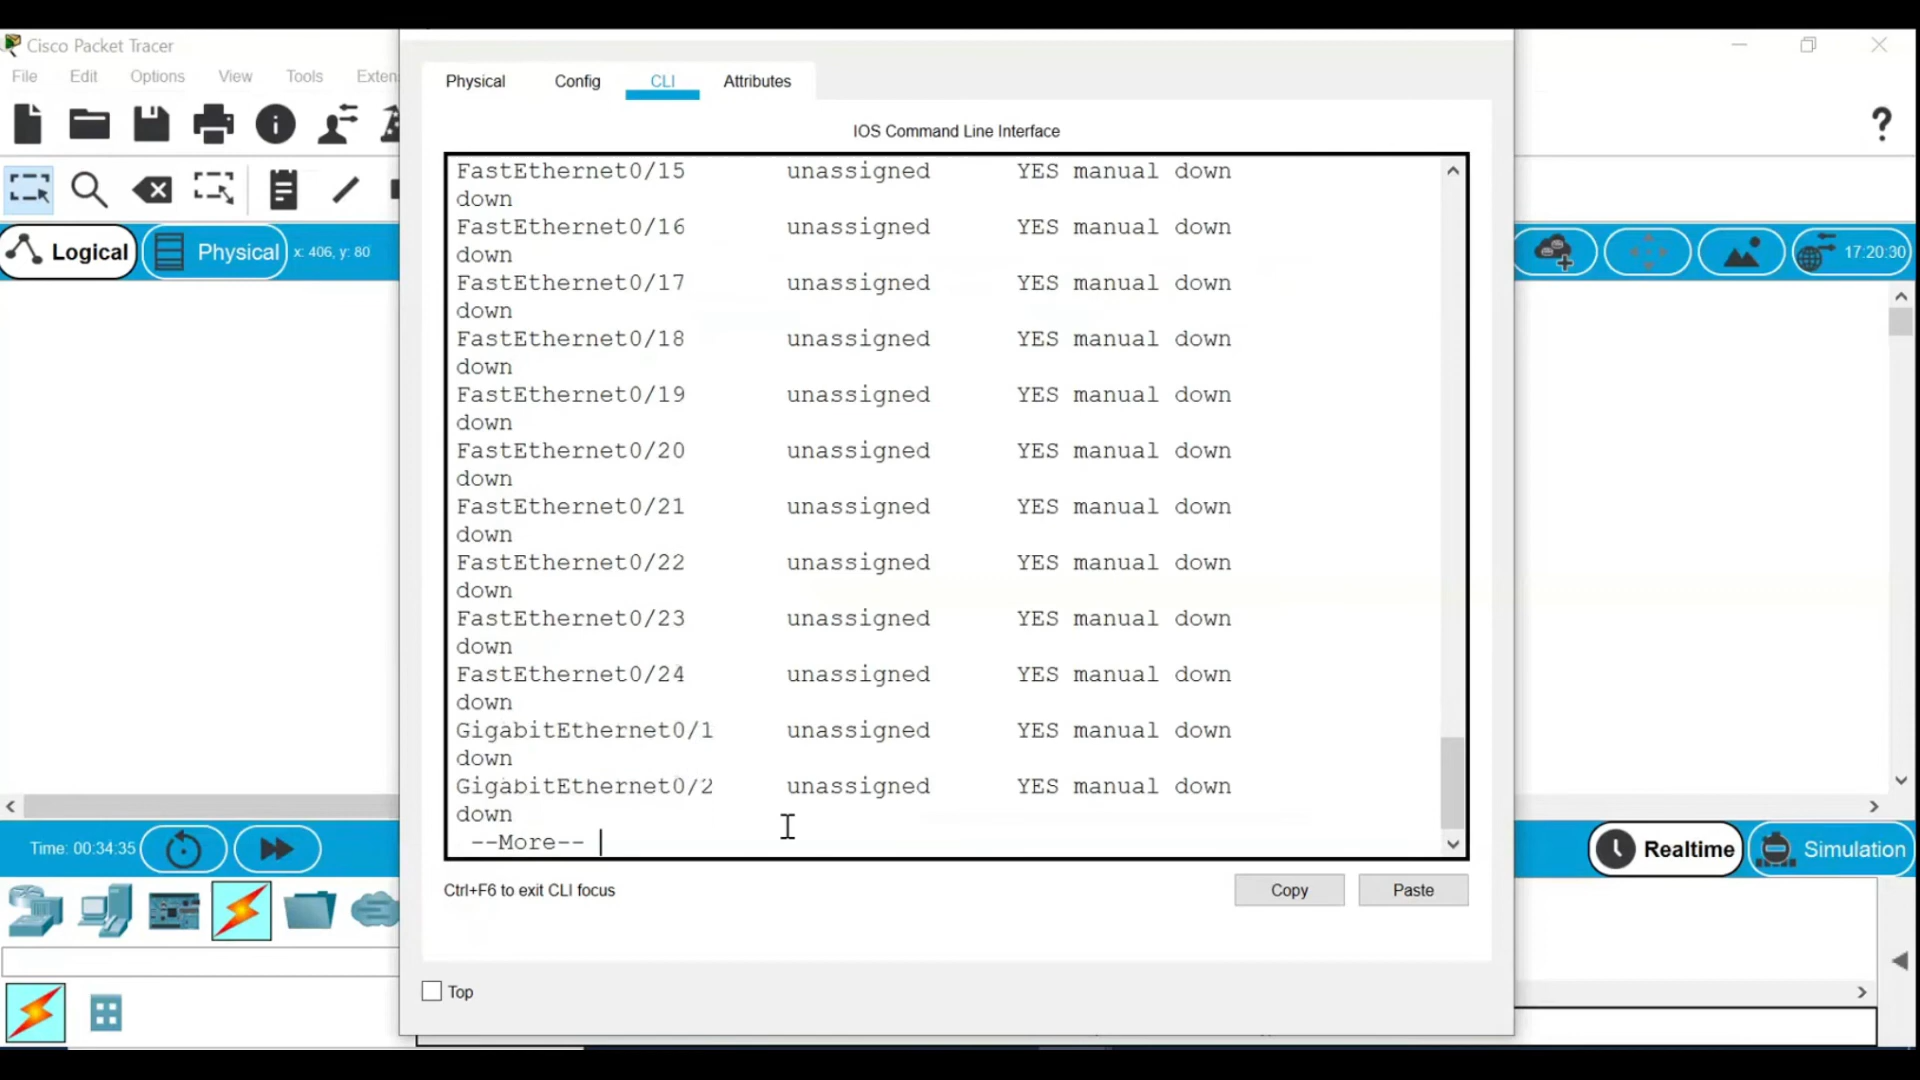 Cisco Packet Tracer
File Edit Options View Tools Exten
Physical Config CLI Attributes
IOS Command Line Interface
Logical Physical x: 406, y: 80
17:20:30
FastEthernet0/15 unassigned YES manual down
down
FastEthernet0/16 unassigned YES manual down
down
FastEthernet0/17 unassigned YES manual down
down
FastEthernet0/18 unassigned YES manual down
down
FastEthernet0/19 unassigned YES manual down
down
FastEthernet0/20 unassigned YES manual down
down
FastEthernet0/21 unassigned YES manual down
down
FastEthernet0/22 unassigned YES manual down
down
FastEthernet0/23 unassigned YES manual down
down
FastEthernet0/24 unassigned YES manual down
down
GigabitEthernet0/1 unassigned YES manual down
down
GigabitEthernet0/2 unassigned YES manual down
down
--More--
Time: 00:34:35
Realtime Simulation
Ctrl+F6 to exit CLI focus
Copy Paste
Top